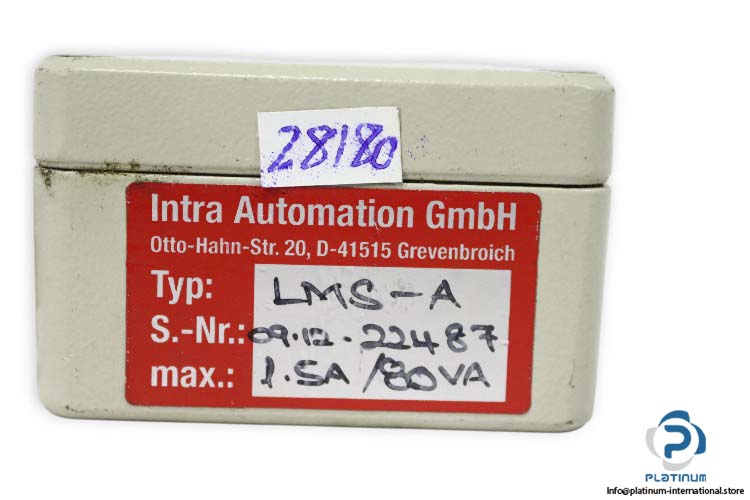 28180
Intra Automation GmbH
Otto-Hahn-Str. 20, D-41515 Grevenbroich
Typ: LMS-A
S.-Nr.: 09.12.22487
max.: 1.5A/80VA
PLATINUM
Info@platinum-international.store